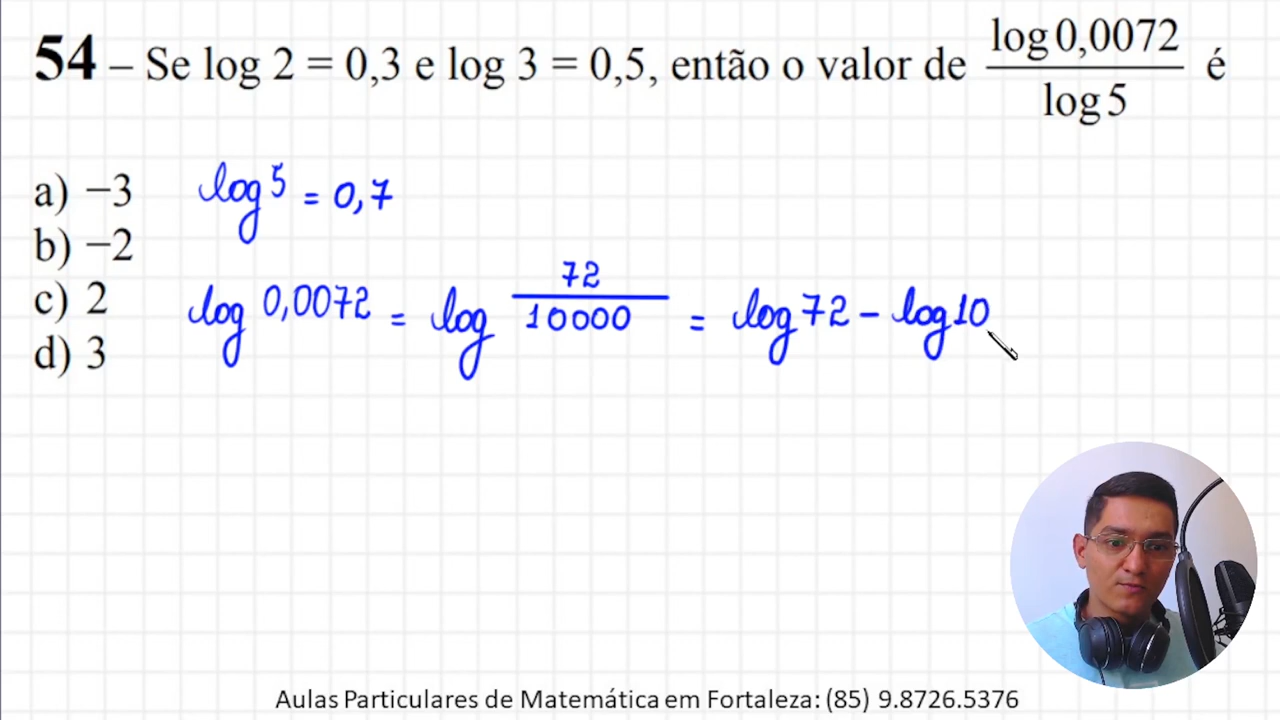 54 – Se log 2 = 0,3 e log 3 = 0,5, então o valor de log 0,0072 / log 5 é
a) −3
b) −2
c) 2
d) 3
log 5 = 0,7
log 0,0072 = log 72 / 10000 = log 72 − log 10
Aulas Particulares de Matemática em Fortaleza: (85) 9.8726.5376